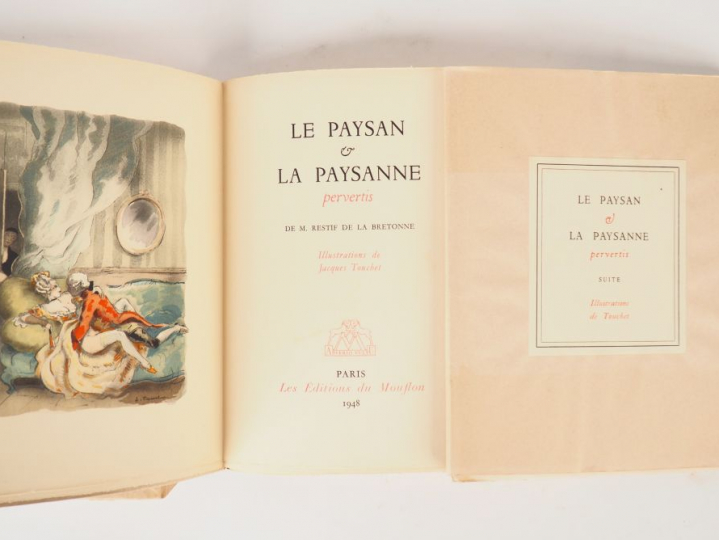 LE PAYSAN
&
LA PAYSANNE
pervertis
DE M. RESTIF DE LA BRETONNE
Illustrations de
Jacques Touchet
PARIS
Les Éditions du Mouflon
1948
LE PAYSAN
&
LA PAYSANNE
pervertis
SUITE
Illustrations
de Touchet